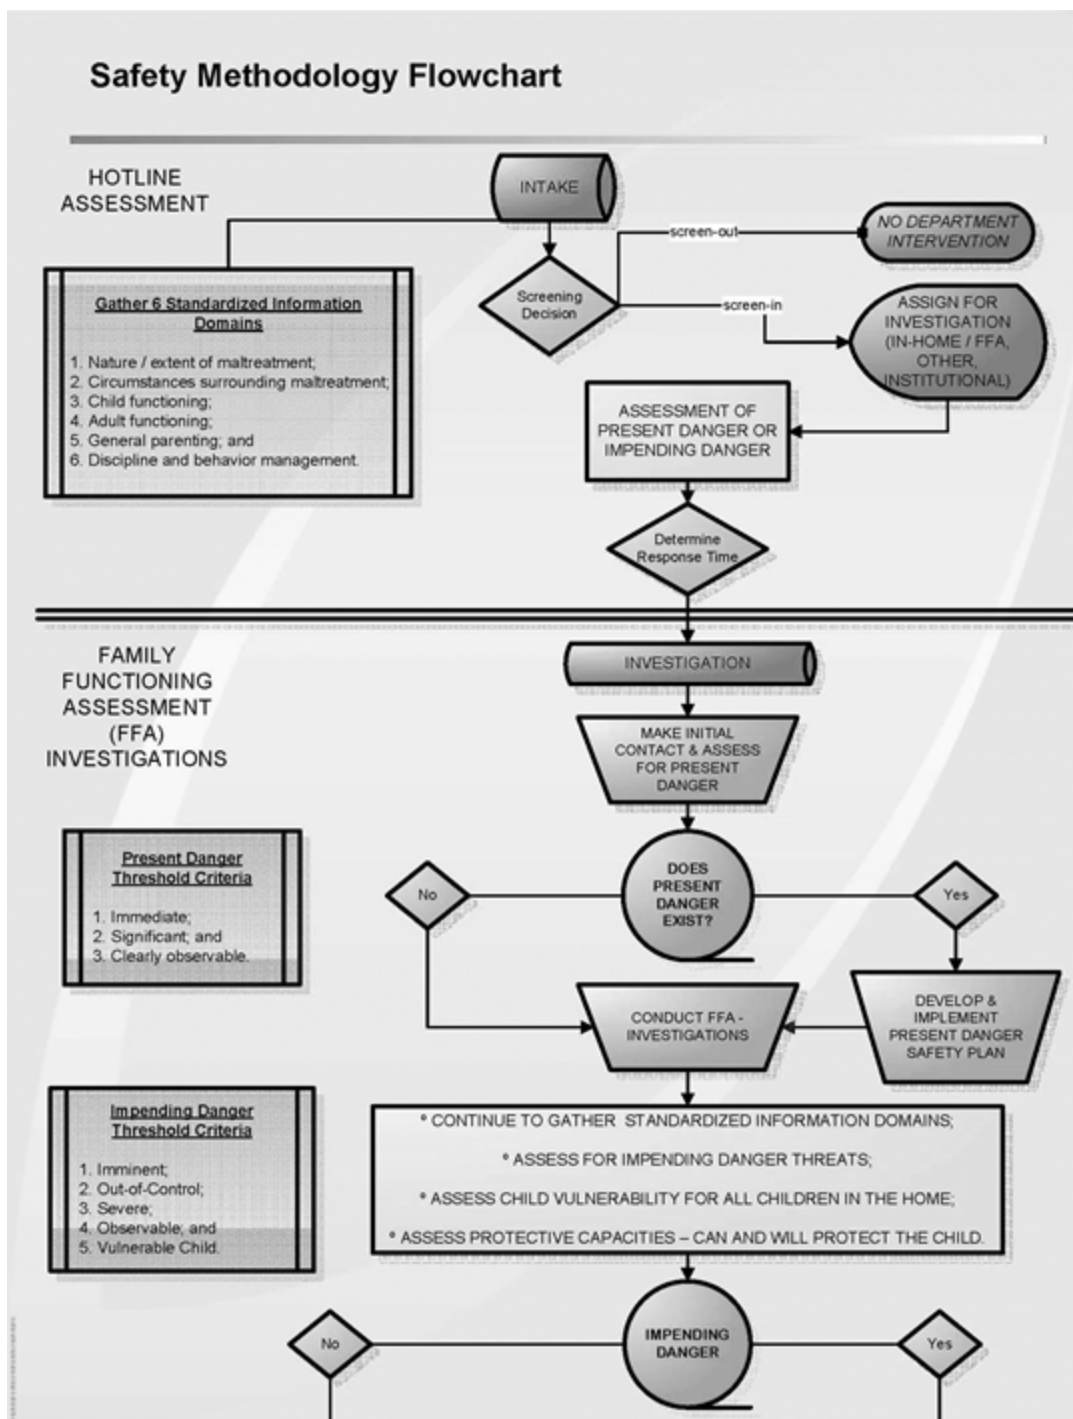 Safety Methodology Flowchart
HOTLINE
ASSESSMENT
INTAKE
screen-out
NO DEPARTMENT
INTERVENTION
Screening
Decision
screen-in
ASSIGN FOR
INVESTIGATION
(IN-HOME / FFA,
OTHER,
INSTITUTIONAL)
Gather 6 Standardized Information
Domains
1. Nature / extent of maltreatment;
2. Circumstances surrounding maltreatment;
3. Child functioning;
4. Adult functioning;
5. General parenting; and
6. Discipline and behavior management.
ASSESSMENT OF
PRESENT DANGER OR
IMPENDING DANGER
Determine
Response Time
FAMILY
FUNCTIONING
ASSESSMENT
(FFA)
INVESTIGATIONS
INVESTIGATION
MAKE INITIAL
CONTACT & ASSESS
FOR PRESENT
DANGER
Present Danger
Threshold Criteria
1. Immediate;
2. Significant; and
3. Clearly observable.
No
DOES
PRESENT
DANGER
EXIST?
Yes
CONDUCT FFA -
INVESTIGATIONS
DEVELOP &
IMPLEMENT
PRESENT DANGER
SAFETY PLAN
Impending Danger
Threshold Criteria
1. Imminent;
2. Out-of-Control;
3. Severe;
4. Observable; and
5. Vulnerable Child.
° CONTINUE TO GATHER STANDARDIZED INFORMATION DOMAINS;
° ASSESS FOR IMPENDING DANGER THREATS;
° ASSESS CHILD VULNERABILITY FOR ALL CHILDREN IN THE HOME;
° ASSESS PROTECTIVE CAPACITIES – CAN AND WILL PROTECT THE CHILD.
No
IMPENDING
DANGER
Yes